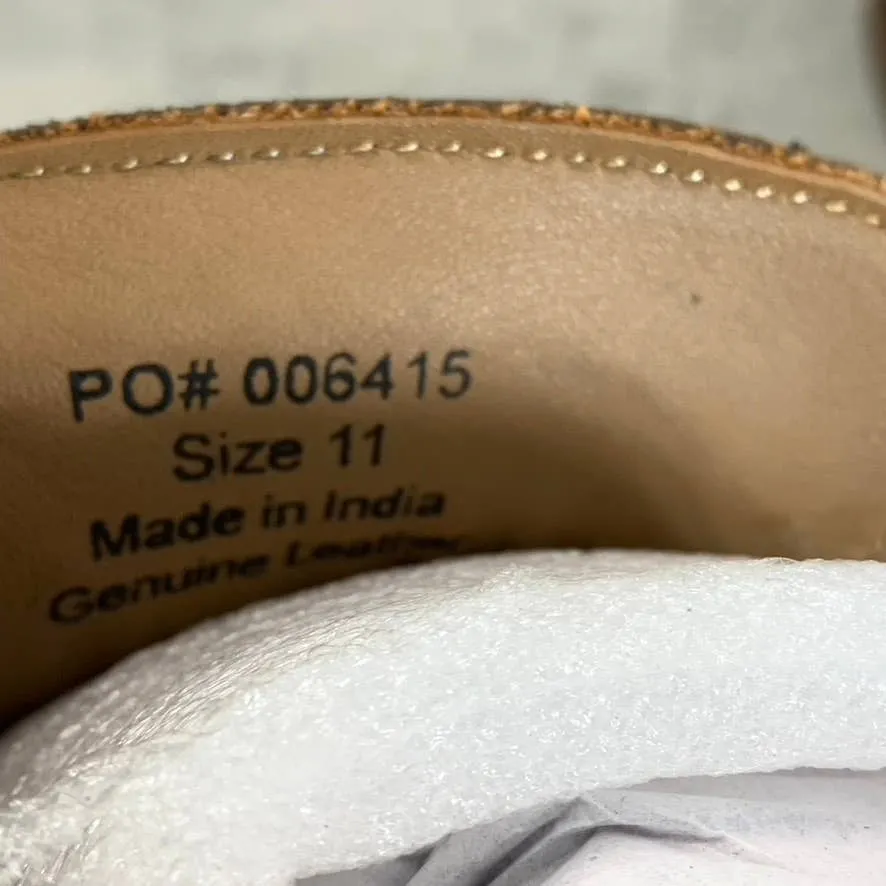 PO# 006415
Size 11
Made in India
Genuine Leather